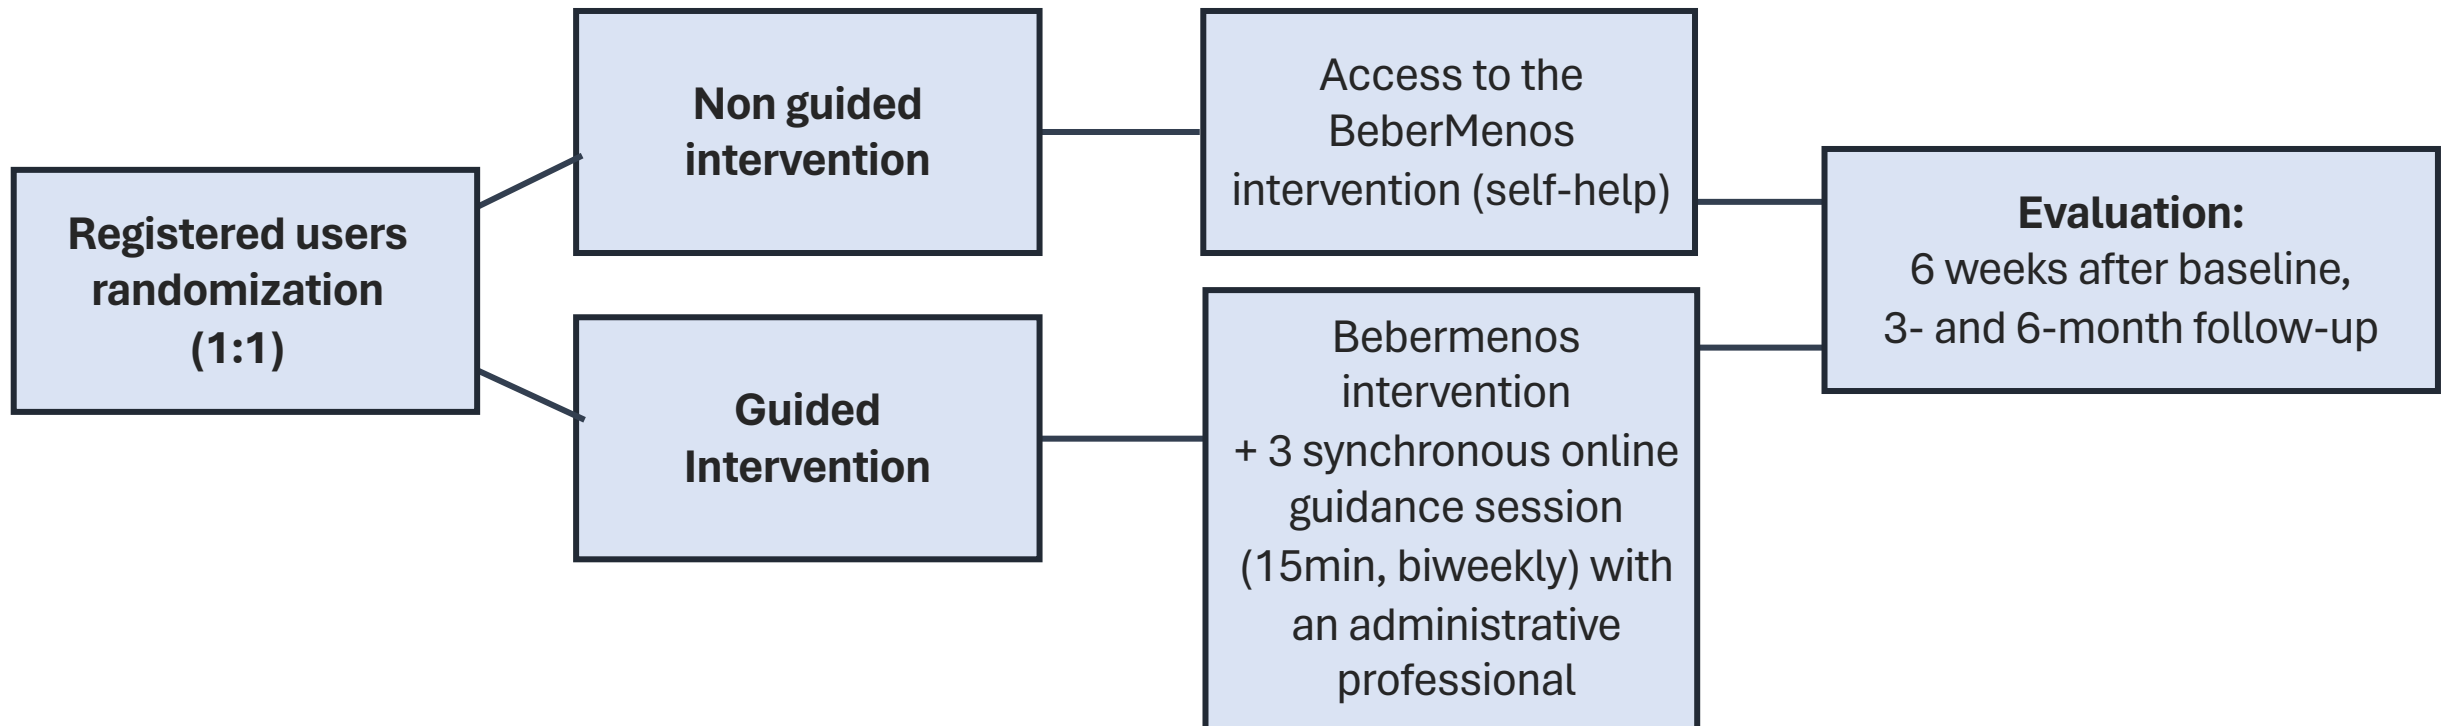 Registered users
randomization
(1:1)
Non guided
intervention
Access to the
BeberMenos
intervention (self-help)
Guided
Intervention
Bebermenos
intervention
+ 3 synchronous online
guidance session
(15min, biweekly) with
an administrative
professional
Evaluation:
6 weeks after baseline,
3- and 6-month follow-up